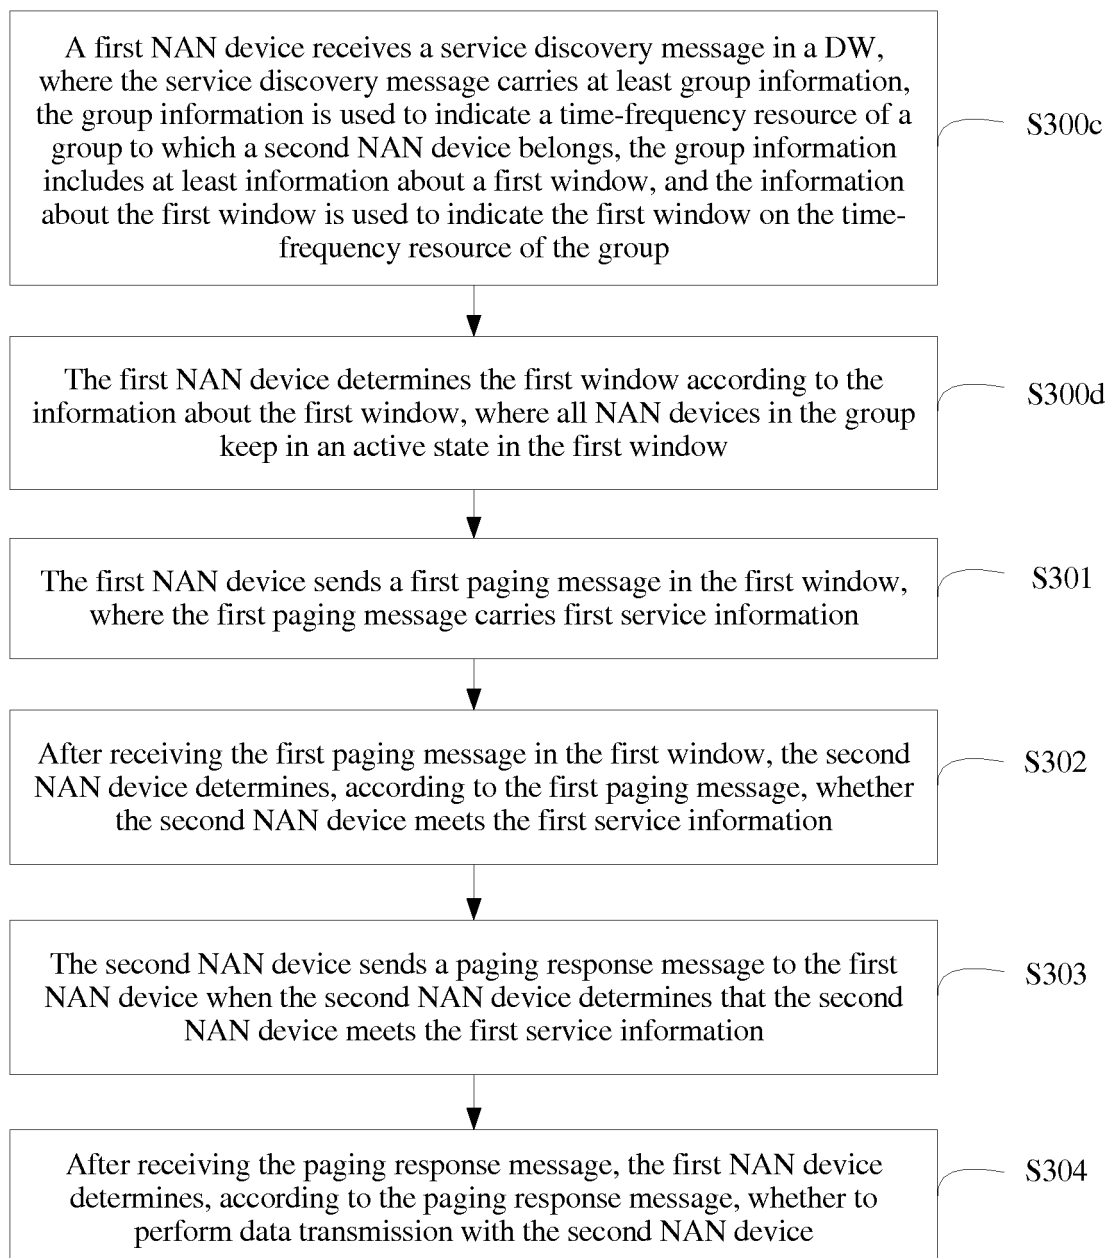 A first NAN device receives a service discovery message in a DW,
where the service discovery message carries at least group information,
the group information is used to indicate a time-frequency resource of a
group to which a second NAN device belongs, the group information
includes at least information about a first window, and the information
about the first window is used to indicate the first window on the time-
frequency resource of the group
S300c
The first NAN device determines the first window according to the
information about the first window, where all NAN devices in the group
keep in an active state in the first window
S300d
The first NAN device sends a first paging message in the first window,
where the first paging message carries first service information
S301
After receiving the first paging message in the first window, the second
NAN device determines, according to the first paging message, whether
the second NAN device meets the first service information
S302
The second NAN device sends a paging response message to the first
NAN device when the second NAN device determines that the second
NAN device meets the first service information
S303
After receiving the paging response message, the first NAN device
determines, according to the paging response message, whether to
perform data transmission with the second NAN device
S304